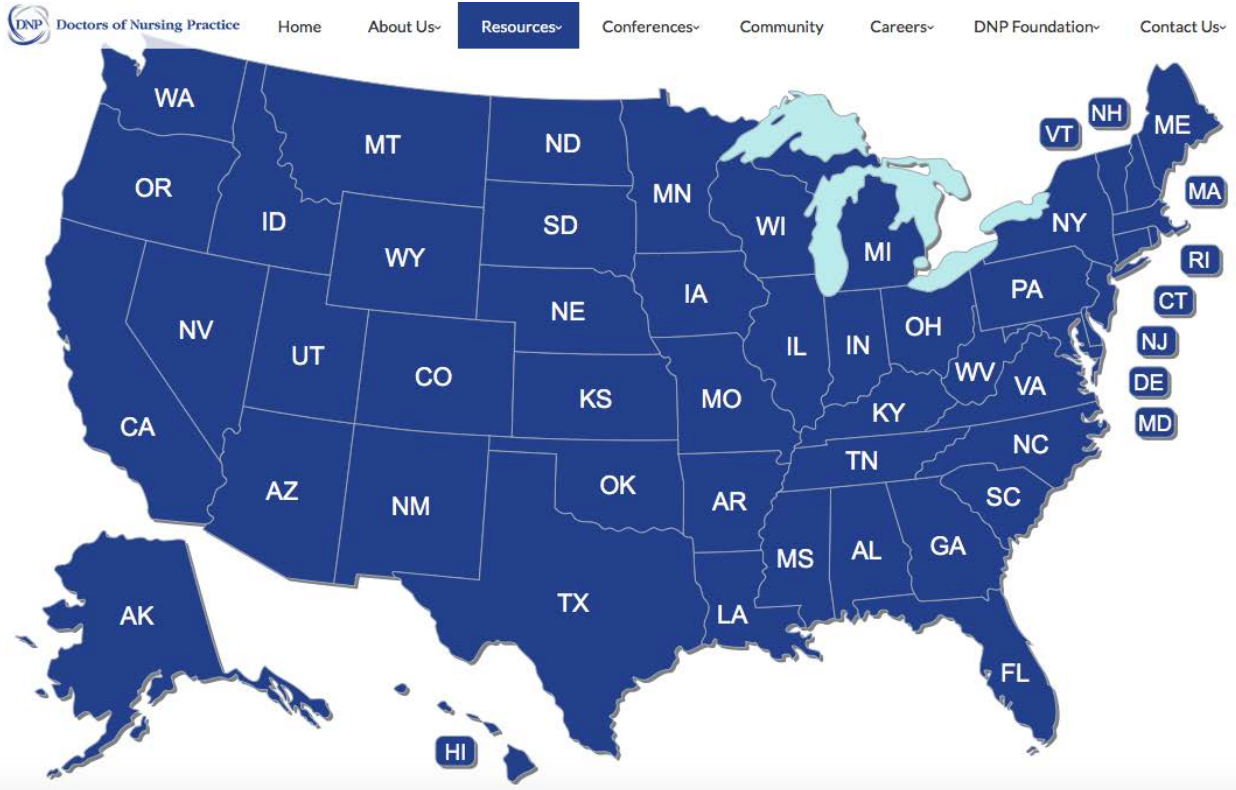 DNP Doctors of Nursing Practice Home About Us Resources Conferences Community Careers DNP Foundation Contact Us
WA
MT
ND
MN
VT
NH
ME
OR
ID
SD
WI
MI
NY
MA
WY
RI
IA
PA
CT
NV
NE
UT
CO
IL
IN
OH
NJ
CA
KS
MO
WV
VA
DE
KY
MD
AZ
NM
OK
AR
TN
NC
SC
MS
AL
GA
AK
TX
LA
FL
HI